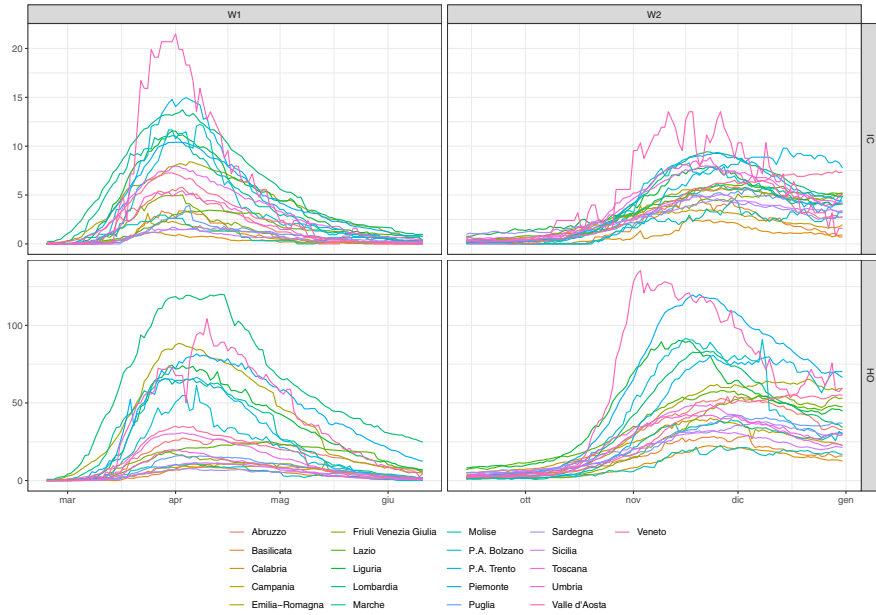 W1 W2
20
15
10
5
0
IC
100
50
0
HO
mar apr mag giu ott nov dic gen
Abruzzo Friuli Venezia Giulia Molise Sardegna Veneto
Basilicata Lazio P.A. Bolzano Sicilia
Calabria Liguria P.A. Trento Toscana
Campania Lombardia Piemonte Umbria
Emilia−Romagna Marche Puglia Valle d'Aosta